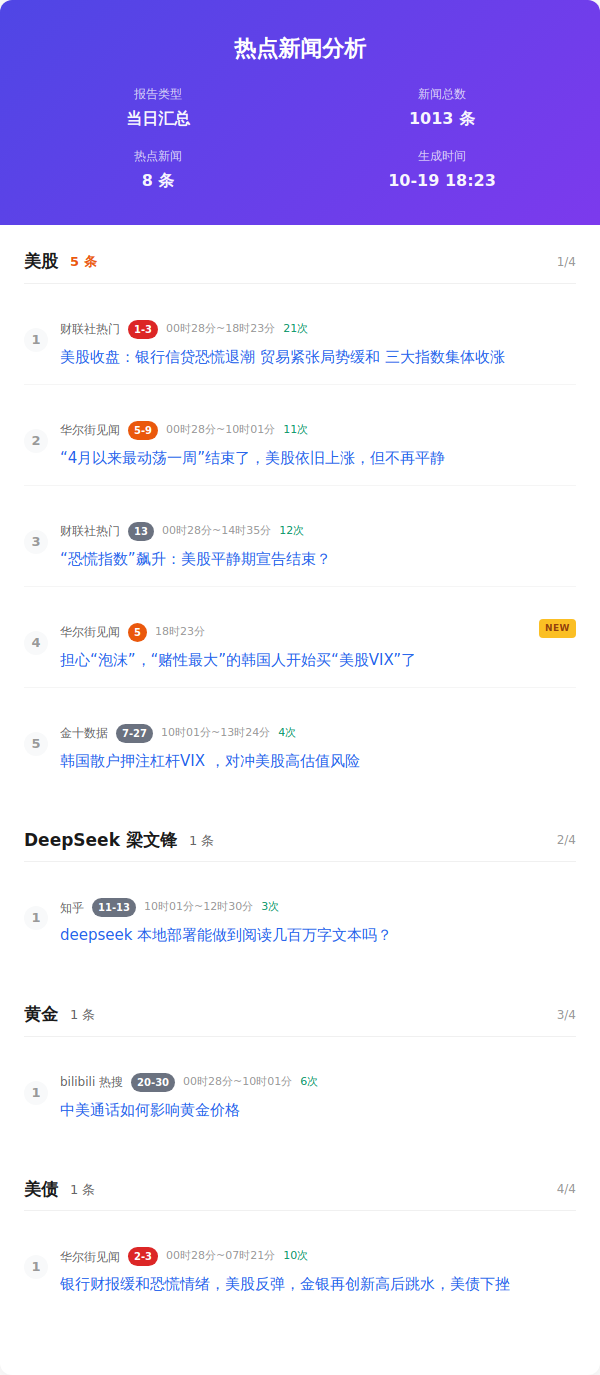 热点新闻分析
报告类型
新闻总数
当日汇总
1013 条
热点新闻
生成时间
8 条
10-19 18:23
美股 5 条 1/4
1 财联社热门 1-3 00时28分~18时23分 21次
美股收盘：银行信贷恐慌退潮 贸易紧张局势缓和 三大指数集体收涨
2 华尔街见闻 5-9 00时28分~10时01分 11次
“4月以来最动荡一周”结束了，美股依旧上涨，但不再平静
3 财联社热门 13 00时28分~14时35分 12次
“恐慌指数”飙升：美股平静期宣告结束？
4 华尔街见闻 5 18时23分 NEW
担心“泡沫”，“赌性最大”的韩国人开始买“美股VIX”了
5 金十数据 7-27 10时01分~13时24分 4次
韩国散户押注杠杆VIX ，对冲美股高估值风险
DeepSeek 梁文锋 1 条 2/4
1 知乎 11-13 10时01分~12时30分 3次
deepseek 本地部署能做到阅读几百万字文本吗？
黄金 1 条 3/4
1 bilibili 热搜 20-30 00时28分~10时01分 6次
中美通话如何影响黄金价格
美债 1 条 4/4
1 华尔街见闻 2-3 00时28分~07时21分 10次
银行财报缓和恐慌情绪，美股反弹，金银再创新高后跳水，美债下挫